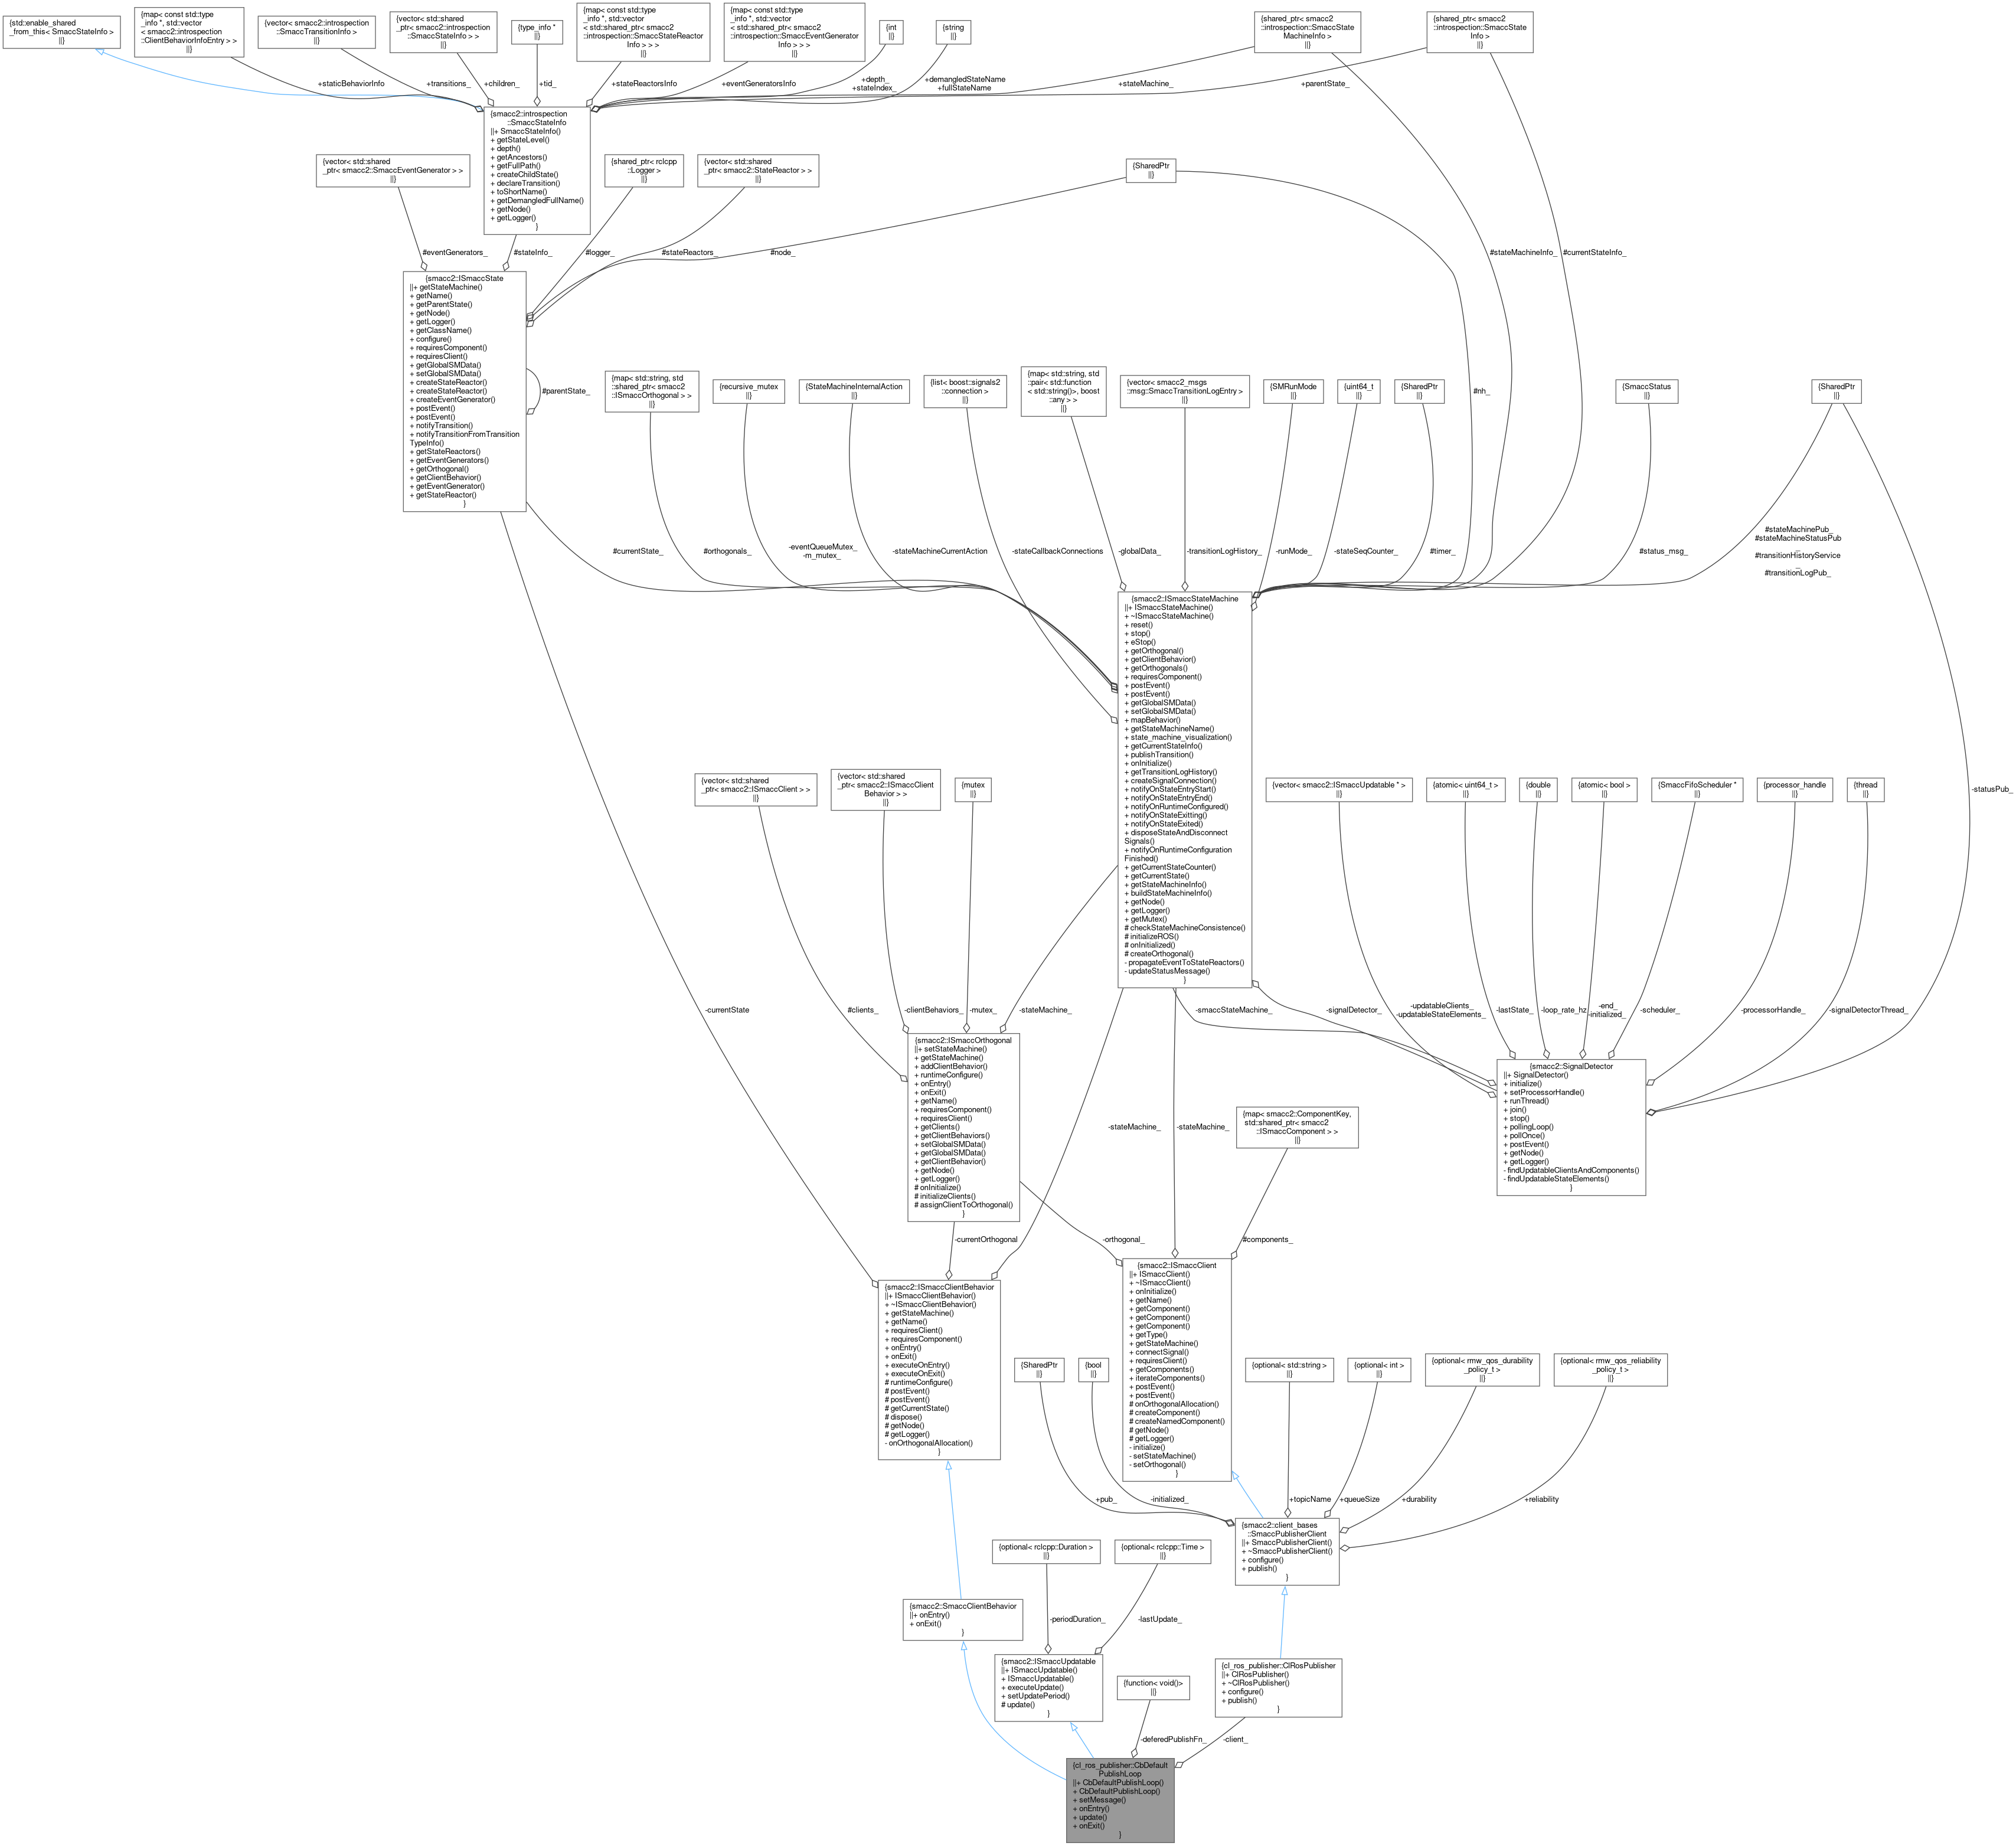 {std::enable_shared
_from_this< SmaccStateInfo >
||}
{map< const std::type
_info *, std::vector
< smacc2::introspection
::ClientBehaviorInfoEntry > >
||}
{vector< smacc2::introspection
::SmaccTransitionInfo >
||}
{vector< std::shared
_ptr< smacc2::introspection
::SmaccStateInfo > >
||}
{type_info *
||}
{map< const std::type
_info *, std::vector
< std::shared_ptr< smacc2
::introspection::SmaccStateReactor
Info > > >
||}
{map< const std::type
_info *, std::vector
< std::shared_ptr< smacc2
::introspection::SmaccEventGenerator
Info > > >
||}
{int
||}
{string
||}
{shared_ptr< smacc2
::introspection::SmaccState
MachineInfo >
||}
{shared_ptr< smacc2
::introspection::SmaccState
Info >
||}
+staticBehaviorInfo
+transitions_
+children_
+tid_
+stateReactorsInfo
+eventGeneratorsInfo
+depth_
+stateIndex_
+demangledStateName
+fullStateName
+stateMachine_
+parentState_
{smacc2::introspection
::SmaccStateInfo
||+ SmaccStateInfo()
+ getStateLevel()
+ depth()
+ getAncestors()
+ getFullPath()
+ createChildState()
+ declareTransition()
+ toShortName()
+ getDemangledFullName()
+ getNode()
+ getLogger()
}
{vector< std::shared
_ptr< smacc2::SmaccEventGenerator > >
||}
{shared_ptr< rclcpp
::Logger >
||}
{vector< std::shared
_ptr< smacc2::StateReactor > >
||}
{SharedPtr
||}
#eventGenerators_
#stateInfo_
#logger_
#stateReactors_
#node_
#stateMachineInfo_
#currentStateInfo_
{smacc2::ISmaccState
||+ getStateMachine()
+ getName()
+ getParentState()
+ getNode()
+ getLogger()
+ getClassName()
+ configure()
+ requiresComponent()
+ requiresClient()
+ getGlobalSMData()
+ setGlobalSMData()
+ createStateReactor()
+ createStateReactor()
+ createEventGenerator()
+ postEvent()
+ postEvent()
+ notifyTransition()
+ notifyTransitionFromTransition
TypeInfo()
+ getStateReactors()
+ getEventGenerators()
+ getOrthogonal()
+ getClientBehavior()
+ getEventGenerator()
+ getStateReactor()
}
#parentState_
{map< std::string, std
::shared_ptr< smacc2
::ISmaccOrthogonal > >
||}
{recursive_mutex
||}
{StateMachineInternalAction
||}
{list< boost::signals2
::connection >
||}
{map< std::string, std
::pair< std::function
< std::string()>, boost
::any > >
||}
{vector< smacc2_msgs
::msg::SmaccTransitionLogEntry >
||}
{SMRunMode
||}
{uint64_t
||}
{SharedPtr
||}
#nh_
{SmaccStatus
||}
{SharedPtr
||}
#currentState_
#orthogonals_
-eventQueueMutex_
-m_mutex_
-stateMachineCurrentAction
-stateCallbackConnections
-globalData_
-transitionLogHistory_
-runMode_
-stateSeqCounter_
#timer_
#status_msg_
#stateMachinePub_
#stateMachineStatusPub
_
#transitionHistoryService
_
#transitionLogPub_
{smacc2::ISmaccStateMachine
||+ ISmaccStateMachine()
+ ~ISmaccStateMachine()
+ reset()
+ stop()
+ eStop()
+ getOrthogonal()
+ getClientBehavior()
+ getOrthogonals()
+ requiresComponent()
+ postEvent()
+ postEvent()
+ getGlobalSMData()
+ setGlobalSMData()
+ mapBehavior()
+ getStateMachineName()
+ state_machine_visualization()
+ getCurrentStateInfo()
+ publishTransition()
+ onInitialize()
+ getTransitionLogHistory()
+ createSignalConnection()
+ notifyOnStateEntryStart()
+ notifyOnStateEntryEnd()
+ notifyOnRuntimeConfigured()
+ notifyOnStateExitting()
+ notifyOnStateExited()
+ disposeStateAndDisconnect
Signals()
+ notifyOnRuntimeConfiguration
Finished()
+ getCurrentStateCounter()
+ getCurrentState()
+ getStateMachineInfo()
+ buildStateMachineInfo()
+ getNode()
+ getLogger()
+ getMutex()
# checkStateMachineConsistence()
# initializeROS()
# onInitialized()
# createOrthogonal()
- propagateEventToStateReactors()
- updateStatusMessage()
}
{vector< std::shared
_ptr< smacc2::ISmaccClient > >
||}
{vector< std::shared
_ptr< smacc2::ISmaccClient
Behavior > >
||}
{mutex
||}
{vector< smacc2::ISmaccUpdatable * >
||}
{atomic< uint64_t >
||}
{double
||}
{atomic< bool >
||}
{SmaccFifoScheduler *
||}
{processor_handle
||}
{thread
||}
-statusPub_
-currentState
#clients_
-clientBehaviors_
-mutex_
-stateMachine_
-smaccStateMachine_
-signalDetector_
-updatableClients_
-updatableStateElements_
-lastState_
-loop_rate_hz
-end_
-initialized_
-scheduler_
-processorHandle_
-signalDetectorThread_
{smacc2::ISmaccOrthogonal
||+ setStateMachine()
+ getStateMachine()
+ addClientBehavior()
+ runtimeConfigure()
+ onEntry()
+ onExit()
+ getName()
+ requiresComponent()
+ requiresClient()
+ getClients()
+ getClientBehaviors()
+ setGlobalSMData()
+ getGlobalSMData()
+ getClientBehavior()
+ getNode()
+ getLogger()
# onInitialize()
# initializeClients()
# assignClientToOrthogonal()
}
{smacc2::SignalDetector
||+ SignalDetector()
+ initialize()
+ setProcessorHandle()
+ runThread()
+ join()
+ stop()
+ pollingLoop()
+ pollOnce()
+ postEvent()
+ getNode()
+ getLogger()
- findUpdatableClientsAndComponents()
- findUpdatableStateElements()
}
-stateMachine_
-stateMachine_
{map< smacc2::ComponentKey,
std::shared_ptr< smacc2
::ISmaccComponent > >
||}
-currentOrthogonal
-orthogonal_
#components_
{smacc2::ISmaccClientBehavior
||+ ISmaccClientBehavior()
+ ~ISmaccClientBehavior()
+ getStateMachine()
+ getName()
+ requiresClient()
+ requiresComponent()
+ onEntry()
+ onExit()
+ executeOnEntry()
+ executeOnExit()
# runtimeConfigure()
# postEvent()
# postEvent()
# getCurrentState()
# dispose()
# getNode()
# getLogger()
- onOrthogonalAllocation()
}
{smacc2::ISmaccClient
||+ ISmaccClient()
+ ~ISmaccClient()
+ onInitialize()
+ getName()
+ getComponent()
+ getComponent()
+ getComponent()
+ getType()
+ getStateMachine()
+ connectSignal()
+ requiresClient()
+ getComponents()
+ iterateComponents()
+ postEvent()
+ postEvent()
# onOrthogonalAllocation()
# createComponent()
# createNamedComponent()
# getNode()
# getLogger()
- initialize()
- setStateMachine()
- setOrthogonal()
}
{SharedPtr
||}
{bool
||}
{optional< std::string >
||}
{optional< int >
||}
{optional< rmw_qos_durability
_policy_t >
||}
{optional< rmw_qos_reliability
_policy_t >
||}
+pub_
-initialized_
+topicName
+queueSize
+durability
+reliability
{smacc2::client_bases
::SmaccPublisherClient
||+ SmaccPublisherClient()
+ ~SmaccPublisherClient()
+ configure()
+ publish()
}
{optional< rclcpp::Duration >
||}
{optional< rclcpp::Time >
||}
{smacc2::SmaccClientBehavior
||+ onEntry()
+ onExit()
}
-periodDuration_
-lastUpdate_
{smacc2::ISmaccUpdatable
||+ ISmaccUpdatable()
+ ISmaccUpdatable()
+ executeUpdate()
+ setUpdatePeriod()
# update()
}
{function< void()>
||}
{cl_ros_publisher::ClRosPublisher
||+ ClRosPublisher()
+ ~ClRosPublisher()
+ configure()
+ publish()
}
-deferedPublishFn_
-client_
{cl_ros_publisher::CbDefault
PublishLoop
||+ CbDefaultPublishLoop()
+ CbDefaultPublishLoop()
+ setMessage()
+ onEntry()
+ update()
+ onExit()
}